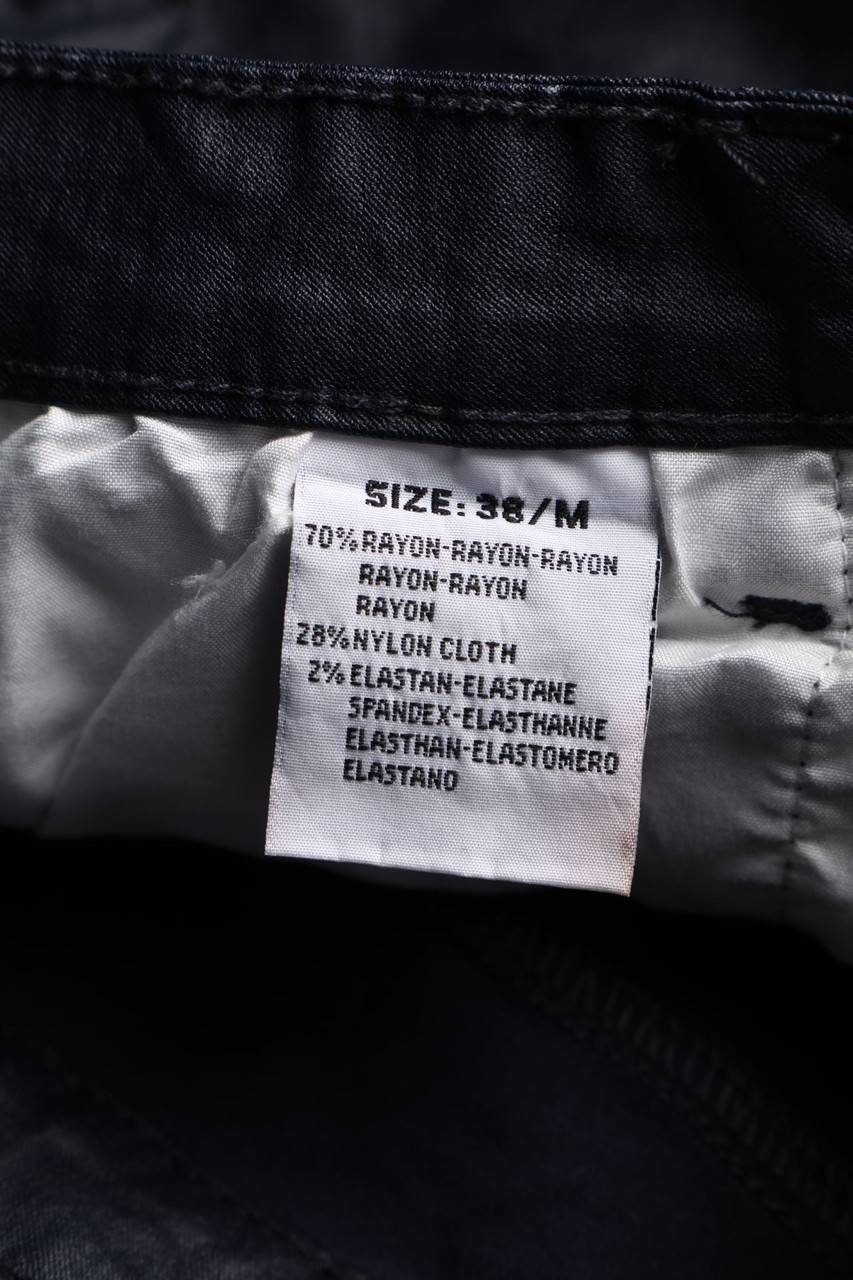 SIZE: 38/M
70% RAYON-RAYON-RAYON
RAYON-RAYON
RAYON
28% NYLON CLOTH
2% ELASTAN-ELASTANE
SPANDEX-ELASTHANNE
ELASTHAN-ELASTOMERO
ELASTANO